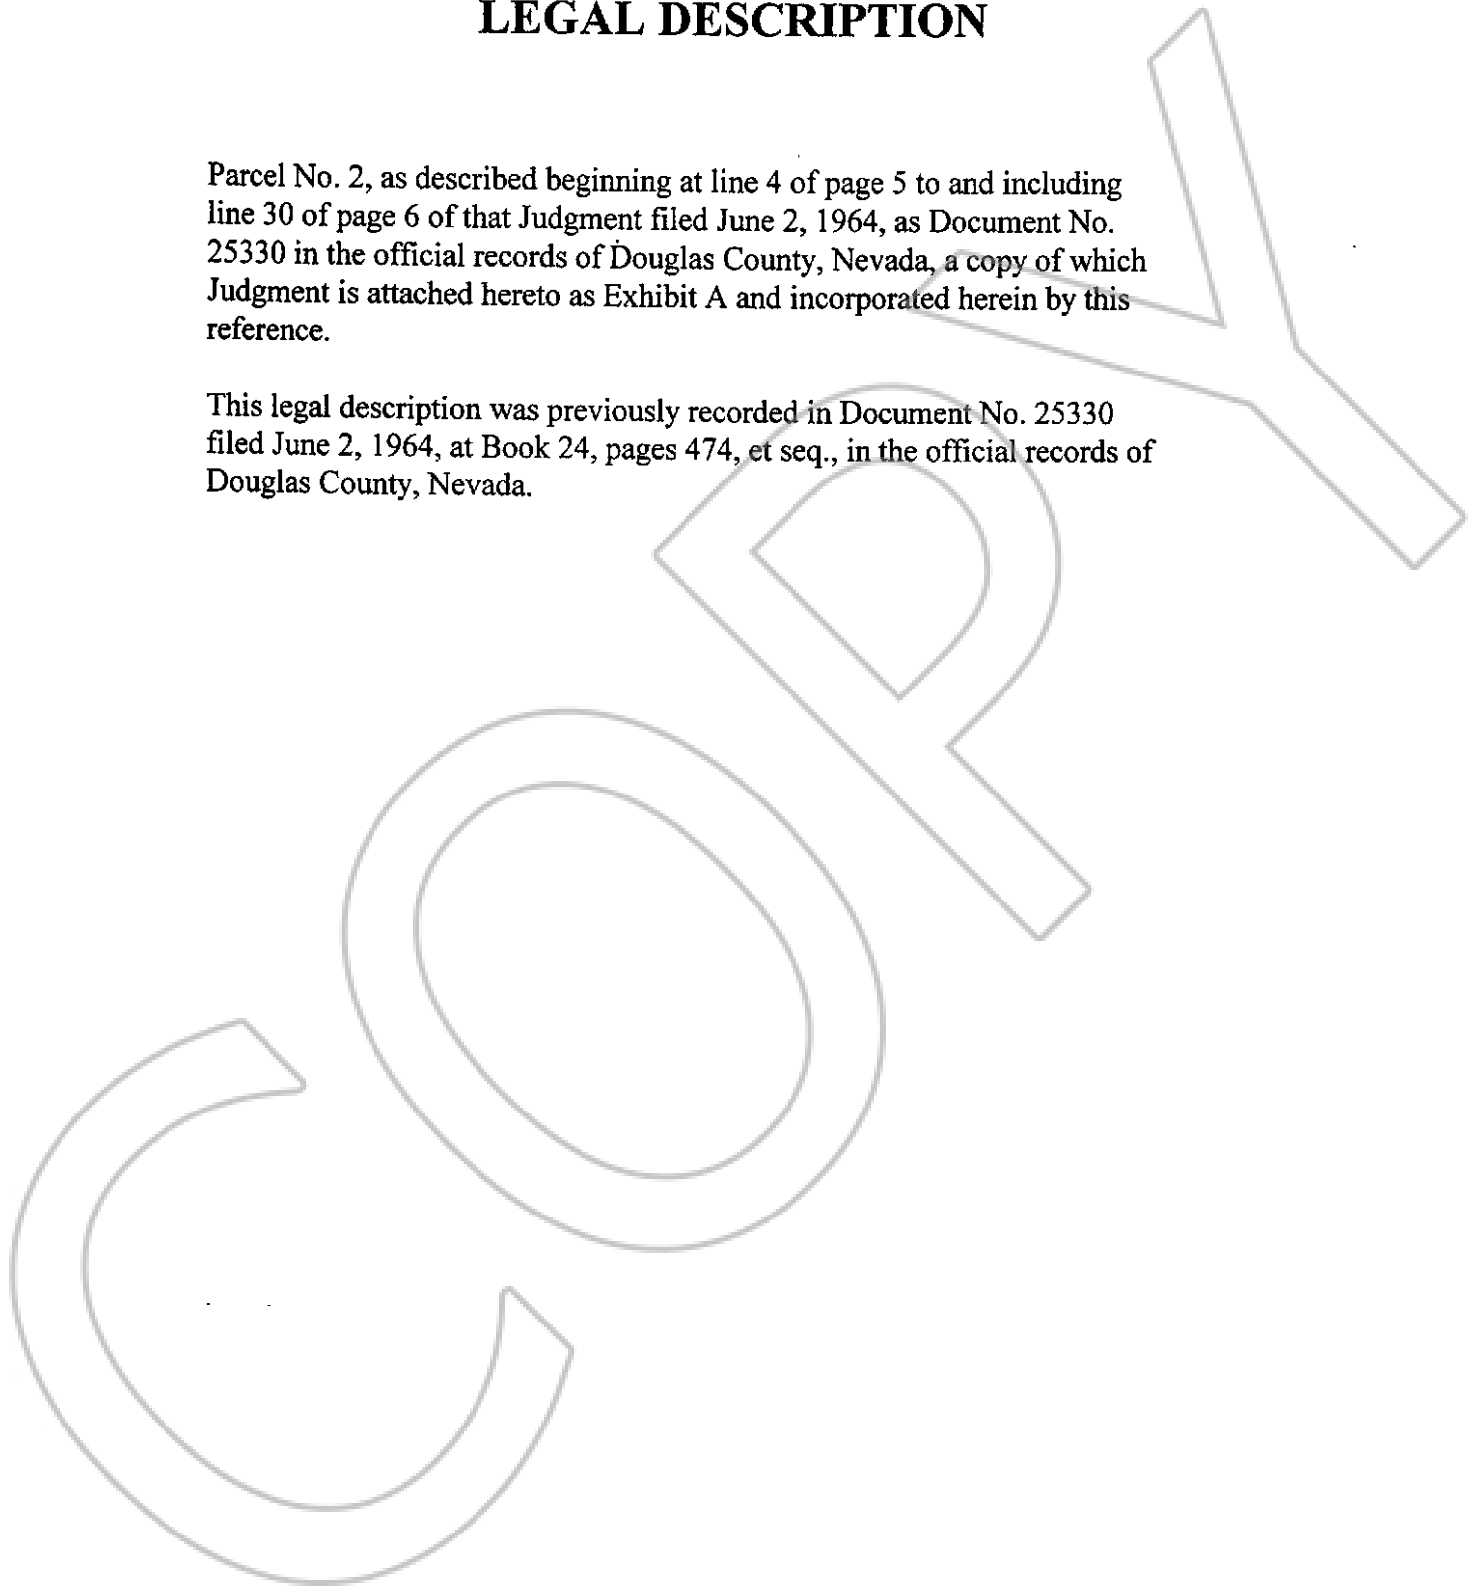 LEGAL DESCRIPTION
Parcel No. 2, as described beginning at line 4 of page 5 to and including
line 30 of page 6 of that Judgment filed June 2, 1964, as Document No.
25330 in the official records of Douglas County, Nevada, a copy of which
Judgment is attached hereto as Exhibit A and incorporated herein by this
reference.
This legal description was previously recorded in Document No. 25330
filed June 2, 1964, at Book 24, pages 474, et seq., in the official records of
Douglas County, Nevada.
COPY